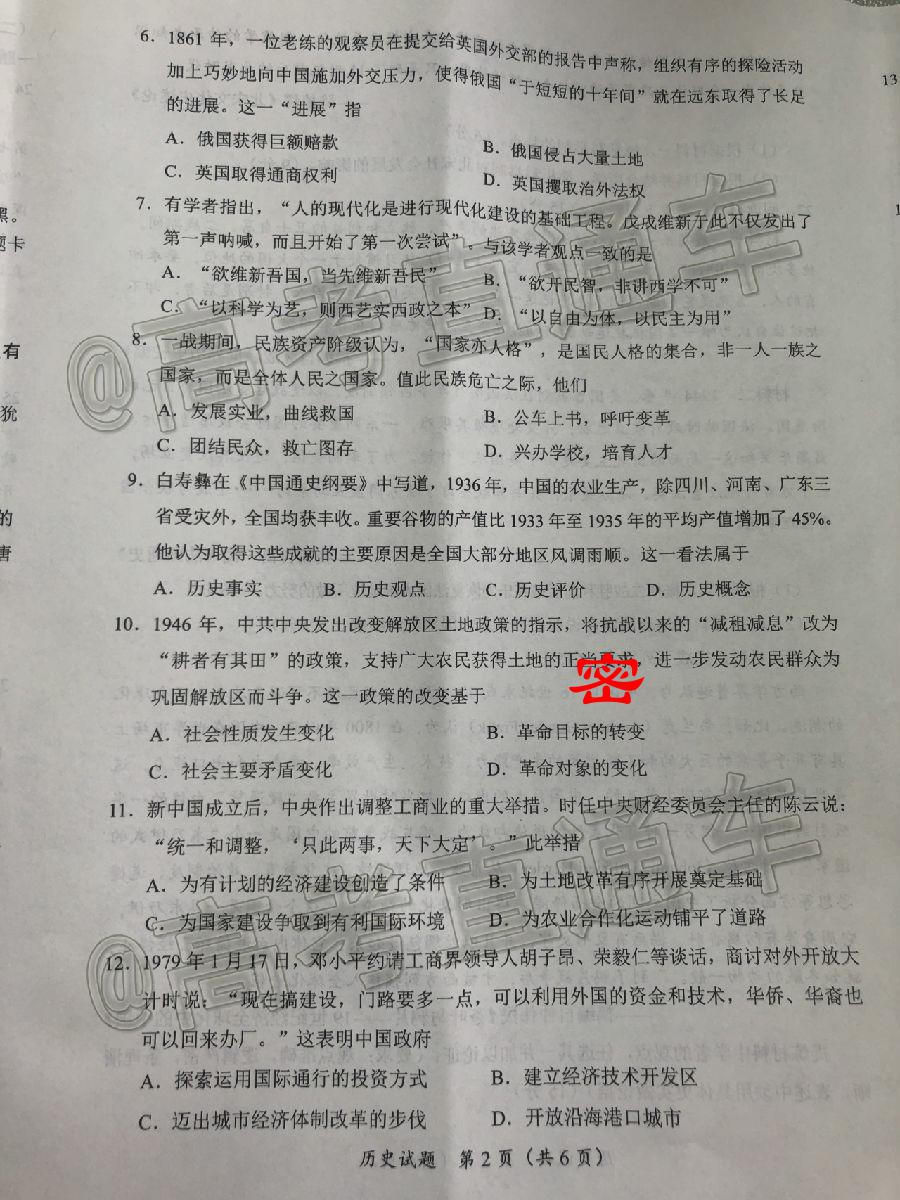 6．1861 年，一位老练的观察员在提交给英国外交部的报告中声称，组织有序的探险活动
加上巧妙地向中国施加外交压力，使得俄国“于短短的十年间”就在远东取得了长足
的进展。这一“进展”指
A．俄国获得巨额赔款 B．俄国侵占大量土地
C．英国取得通商权利 D．英国攫取治外法权
7．有学者指出，“人的现代化是进行现代化建设的基础工程。戊戌维新于此不仅发出了
第一声呐喊，而且开始了第一次尝试”。与该学者观点一致的是
A．“欲维新吾国，当先维新吾民” B．“欲开民智，非讲西学不可”
C．“以科学为艺，则西艺实西政之本” D．“以自由为体，以民主为用”
8．一战期间，民族资产阶级认为，“国家亦人格”，是国民人格的集合，非一人一族之
国家，而是全体人民之国家。值此民族危亡之际，他们
A．发展实业，曲线救国 B．公车上书，呼吁变革
C．团结民众，救亡图存 D．兴办学校，培育人才
9．白寿彝在《中国通史纲要》中写道，1936 年，中国的农业生产，除四川、河南、广东三
省受灾外，全国均获丰收。重要谷物的产值比 1933 年至 1935 年的平均产值增加了 45%。
他认为取得这些成就的主要原因是全国大部分地区风调雨顺。这一看法属于
A．历史事实 B．历史观点 C．历史评价 D．历史概念
10．1946 年，中共中央发出改变解放区土地政策的指示，将抗战以来的“减租减息”改为
“耕者有其田”的政策，支持广大农民获得土地的正当要求，进一步发动农民群众为
巩固解放区而斗争。这一政策的改变基于
密
A．社会性质发生变化 B．革命目标的转变
C．社会主要矛盾变化 D．革命对象的变化
11．新中国成立后，中央作出调整工商业的重大举措。时任中央财经委员会主任的陈云说：
“统一和调整，‘只此两事，天下大定’。”此举措
A．为有计划的经济建设创造了条件 B．为土地改革有序开展奠定基础
C．为国家建设争取到有利国际环境 D．为农业合作化运动铺平了道路
12．1979 年 1 月 17 日，邓小平约请工商界领导人胡子昂、荣毅仁等谈话，商讨对外开放大
计时说：“现在搞建设，门路要多一点，可以利用外国的资金和技术，华侨、华裔也
可以回来办厂。”这表明中国政府
A．探索运用国际通行的投资方式 B．建立经济技术开发区
C．迈出城市经济体制改革的步伐 D．开放沿海港口城市
历史试题 第 2 页（共 6 页）
@高考直通车
@高考直通车
黑。
题卡
有
犹
的
唐
13